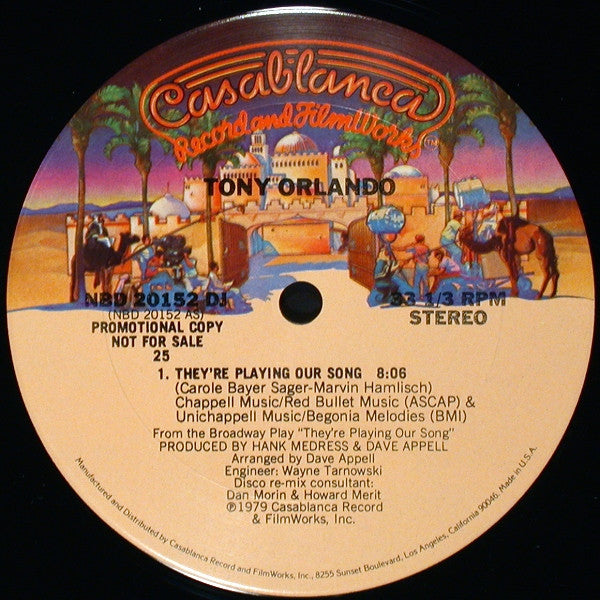 Casablanca
Record and FilmWorks™
TONY ORLANDO
NBD 20152 DJ
(NBD 20152 AS)
PROMOTIONAL COPY
NOT FOR SALE
25
33 1/3 RPM
STEREO
1. THEY'RE PLAYING OUR SONG 8:06
(Carole Bayer Sager-Marvin Hamlisch)
Chappell Music/Red Bullet Music (ASCAP) &
Unichappell Music/Begonia Melodies (BMI)
From the Broadway Play "They're Playing Our Song"
PRODUCED BY HANK MEDRESS & DAVE APPELL
Arranged by Dave Appell
Engineer: Wayne Tarnowski
Disco re-mix consultant:
Dan Morin & Howard Merit
℗1979 Casablanca Record
& FilmWorks, Inc.
Manufactured and Distributed by Casablanca Record and FilmWorks, Inc., 8255 Sunset Boulevard, Los Angeles, California 90046. Made in U.S.A.